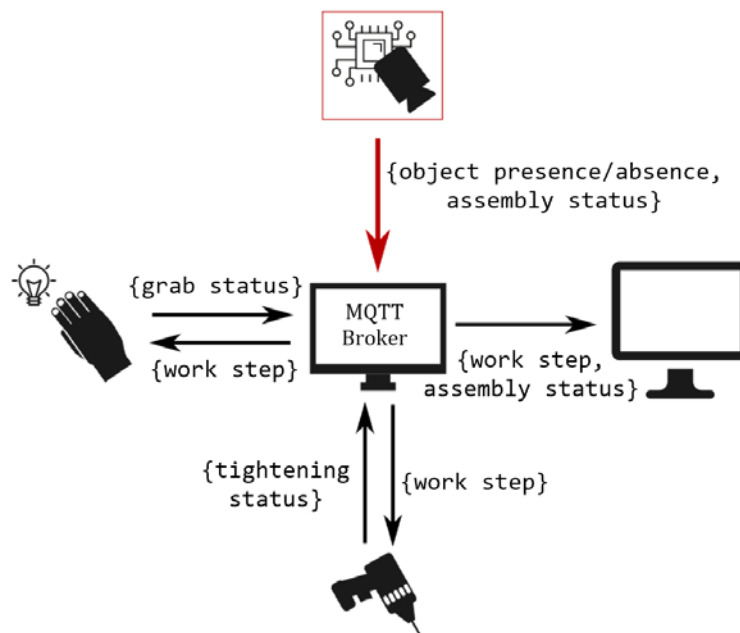 {object presence/absence,
assembly status}
{grab status}
MQTT
Broker
{work step}
{work step,
assembly status}
{tightening
status}
{work step}